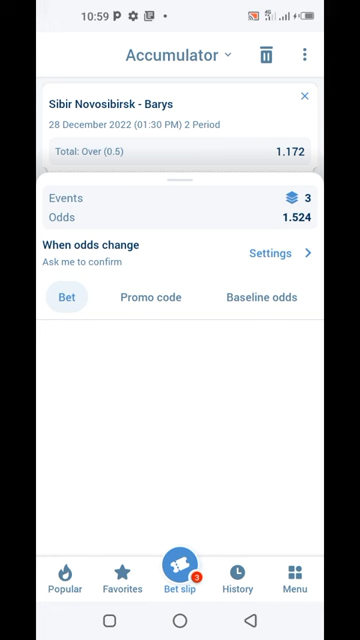 10:59 P
Accumulator
Sibir Novosibirsk - Barys
28 December 2022 (01:30 PM) 2 Period
Total: Over (0.5) 1.172
Events 3
Odds 1.524
When odds change
Ask me to confirm
Settings
Bet Promo code Baseline odds
3
Popular Favorites Bet slip History Menu